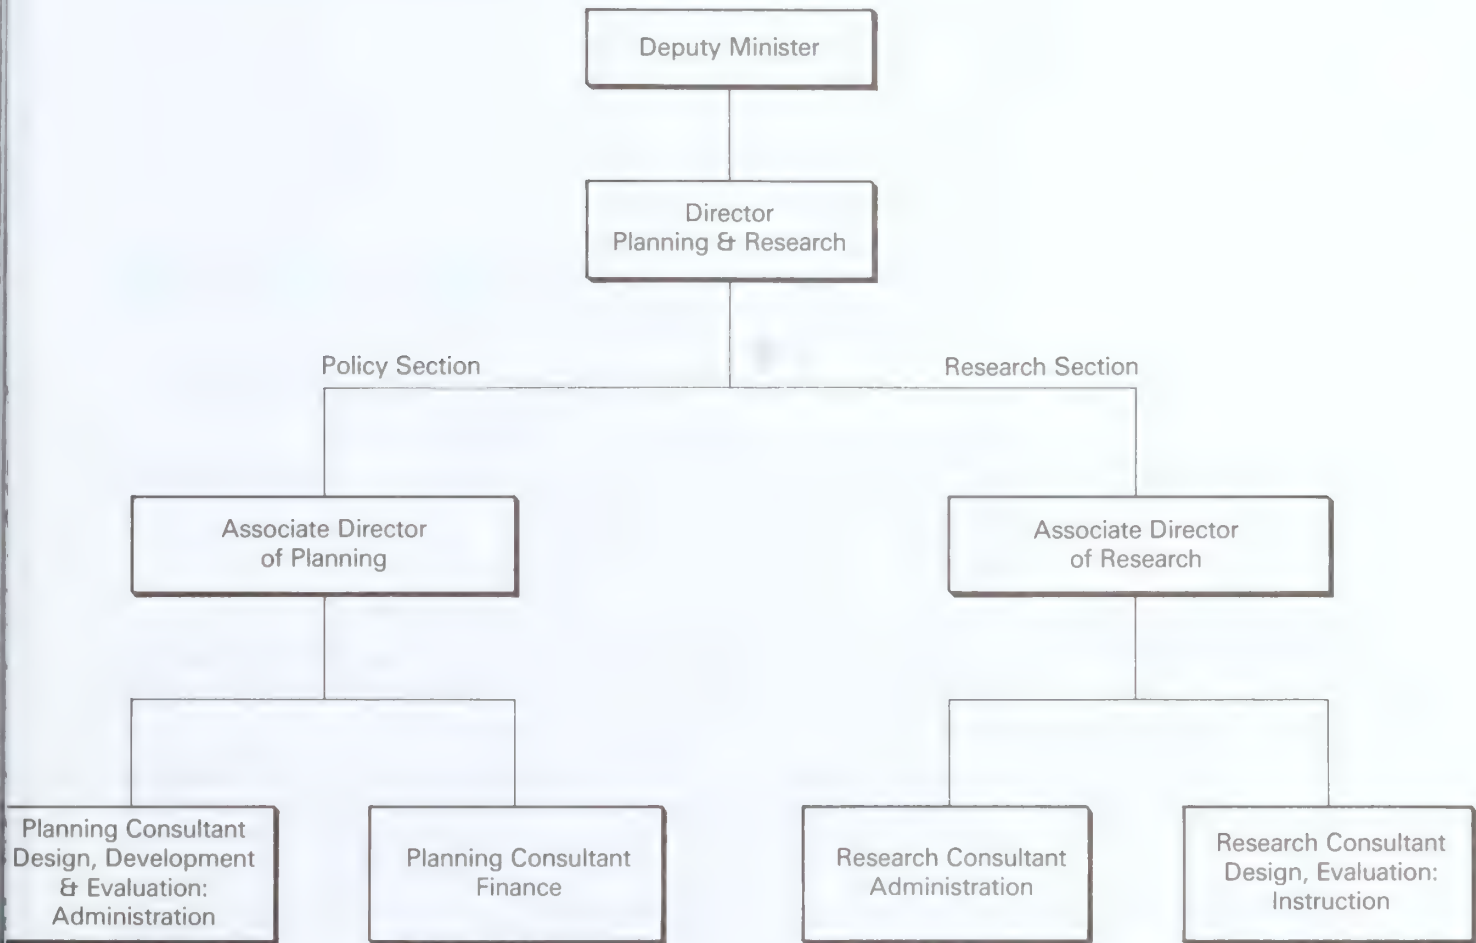 Deputy Minister
Director
Planning & Research
Policy Section
Research Section
Associate Director
of Planning
Associate Director
of Research
Planning Consultant
Design, Development
& Evaluation:
Administration
Planning Consultant
Finance
Research Consultant
Administration
Research Consultant
Design, Evaluation:
Instruction